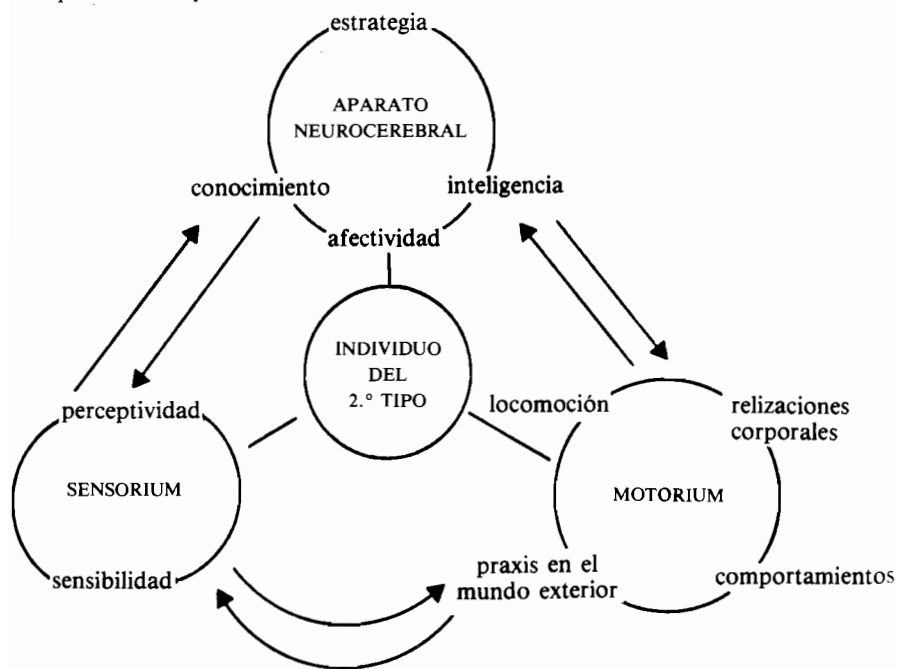 estrategia
APARATO
NEUROCEREBRAL
conocimiento
inteligencia
afectividad
INDIVIDUO
DEL
2.° TIPO
perceptividad
SENSORIUM
sensibilidad
locomoción
relizaciones
corporales
MOTORIUM
praxis en el
mundo exterior
comportamientos